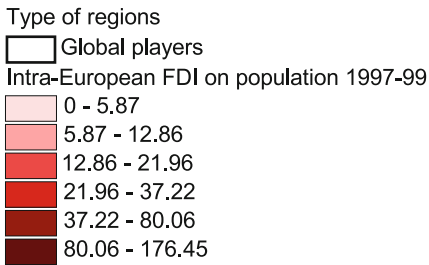 Type of regions
Global players
Intra-European FDI on population 1997-99
0 - 5.87
5.87 - 12.86
12.86 - 21.96
21.96 - 37.22
37.22 - 80.06
80.06 - 176.45